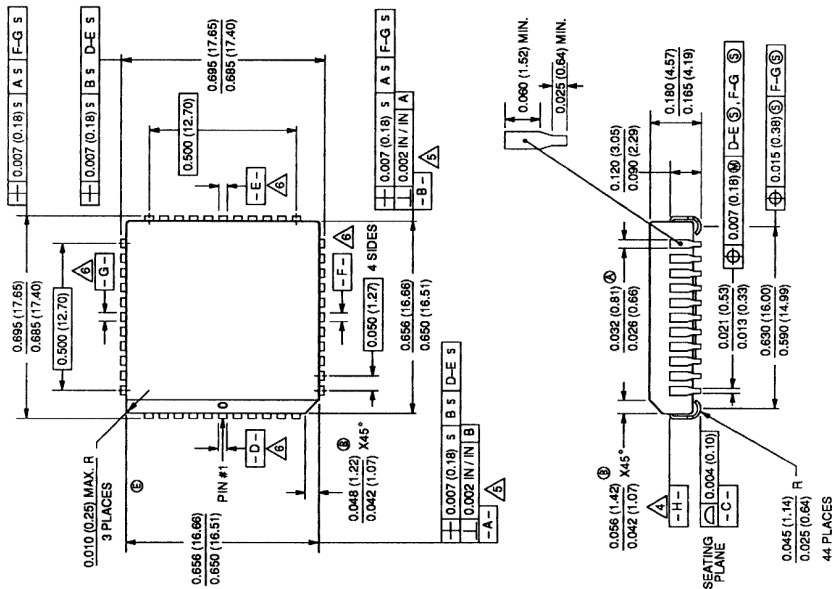 ⌖ 0.007 (0.18) S A S F–G S
0.695 (17.65)
0.685 (17.40)
0.500 (12.70)
-G-
6
0.010 (0.25) MAX. R
3 PLACES
E
⏊ 0.007 (0.18) S B S D–E S
0.695 (17.65)
0.685 (17.40)
0.500 (12.70)
-E-
6
PIN #1
-D-
6
0.656 (16.66)
0.650 (16.51)
B
0.048 (1.22) X45°
0.042 (1.07)
-F-
6
0.050 (1.27) 4 SIDES
0.656 (16.66)
0.650 (16.51)
0.007 (0.18) S A S F–G S
0.002 IN / IN A
-B-
5
0.007 (0.18) S B S D–E S
0.002 IN / IN B
-A-
5
0.060 (1.52) MIN.
0.025 (0.64) MIN.
0.180 (4.57)
0.165 (4.19)
0.120 (3.05)
0.090 (2.29)
0.032 (0.81) A
0.026 (0.66)
B
0.056 (1.42) X45°
0.042 (1.07)
4
-H-
0.004 (0.10)
-C-
SEATING
PLANE
0.021 (0.53)
0.013 (0.33)
⌖ 0.007 (0.18) Ⓜ D–E Ⓢ, F–G Ⓢ
0.630 (16.00)
0.590 (14.99)
⌖ 0.015 (0.38) Ⓢ F–G Ⓢ
0.045 (1.14) R
0.025 (0.64)
44 PLACES